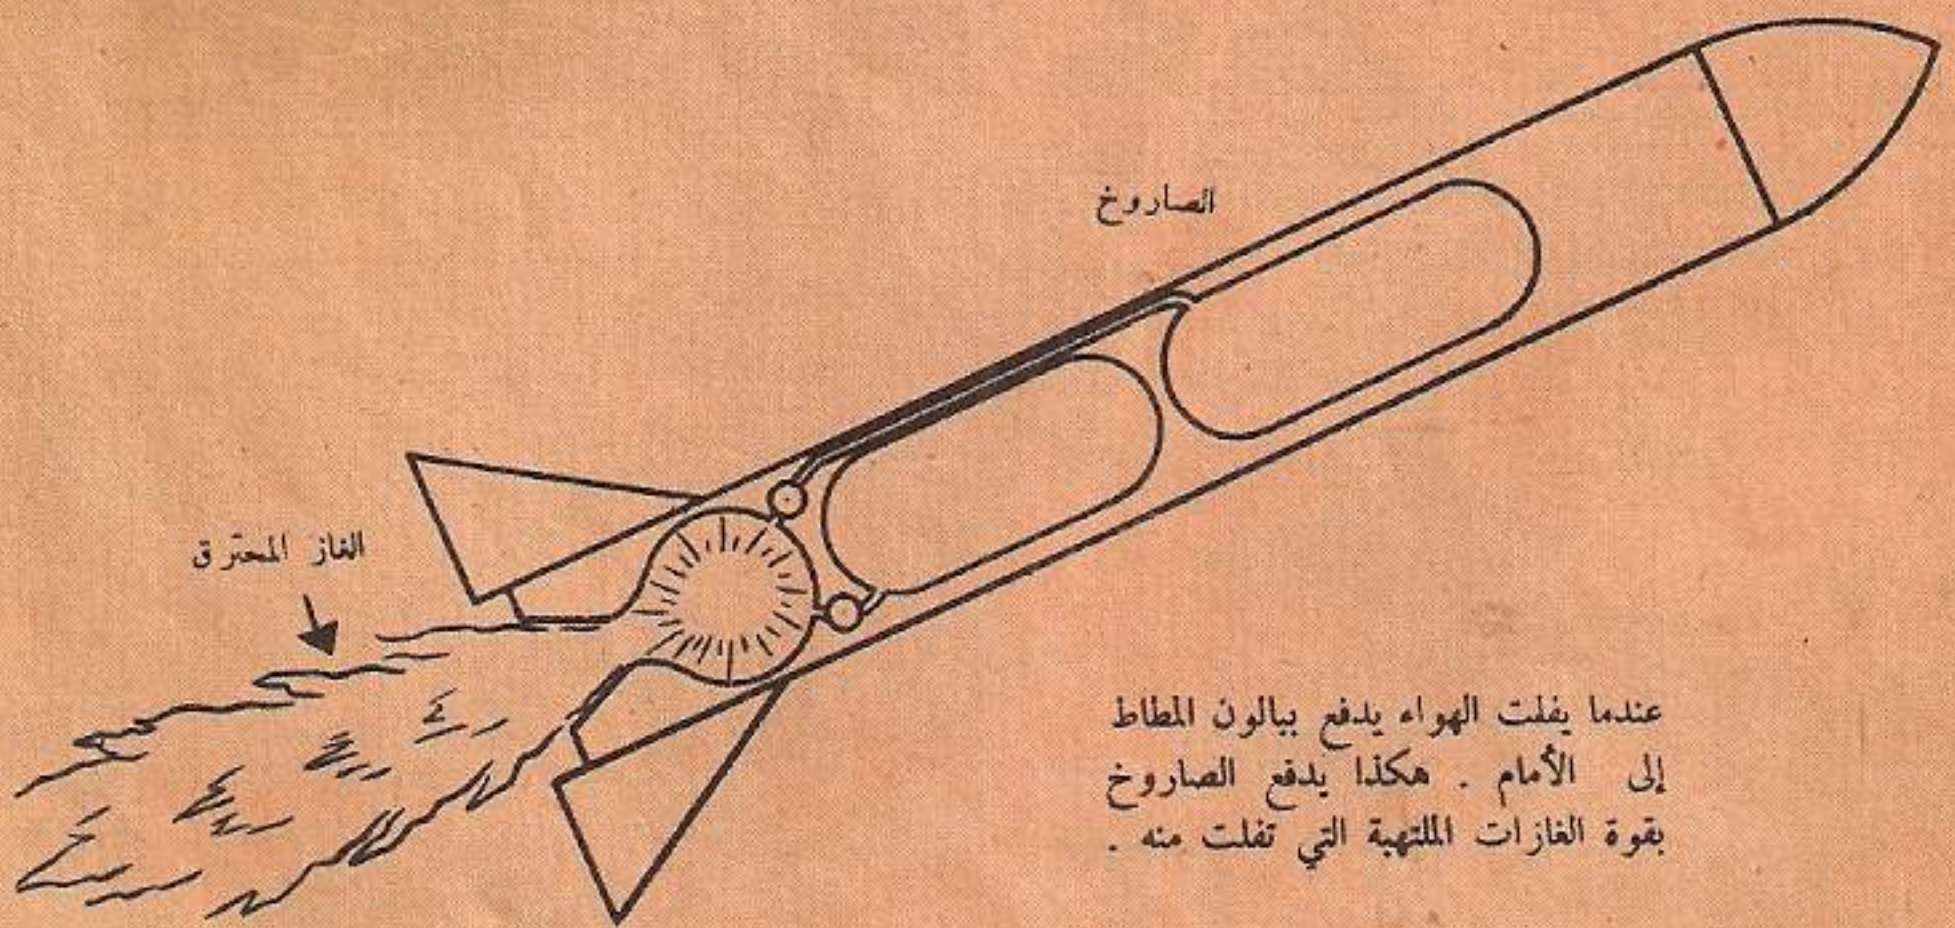 الصاروخ
الغاز المحترق
عندما يفلت الهواء يدفع ببالون المطاط
إلى الأمام . هكذا يدفع الصاروخ
بقوة الغازات الملتهبة التي تفلت منه .